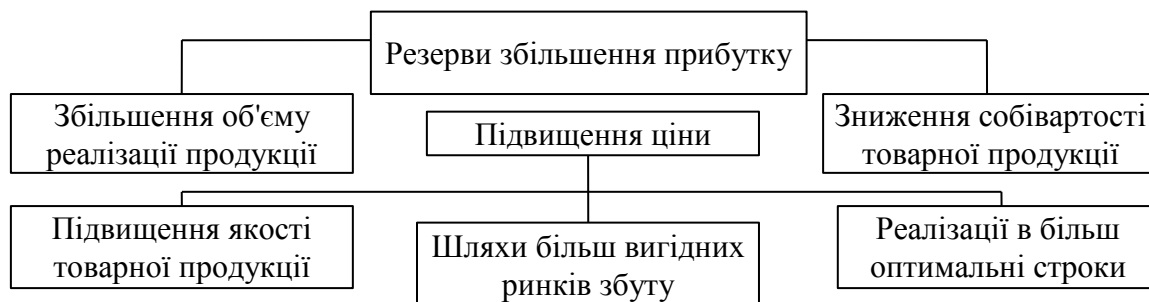 Резерви збільшення прибутку
Збільшення об'єму
реалізації продукції
Підвищення ціни
Зниження собівартості
товарної продукції
Підвищення якості
товарної продукції
Шляхи більш вигідних
ринків збуту
Реалізації в більш
оптимальні строки